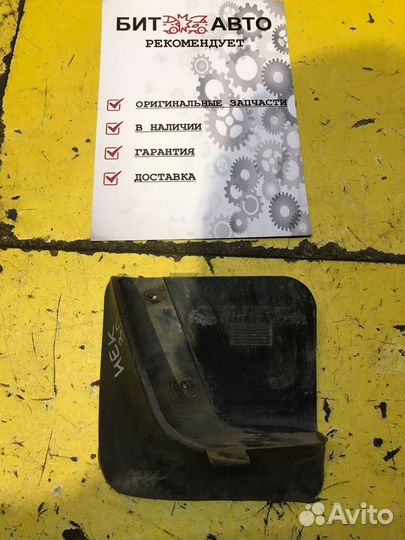 БИТ АВТО
РЕКОМЕНДУЕТ
ОРИГИНАЛЬНЫЕ ЗАПЧАСТИ
В НАЛИЧИИ
ГАРАНТИЯ
ДОСТАВКА
Avito